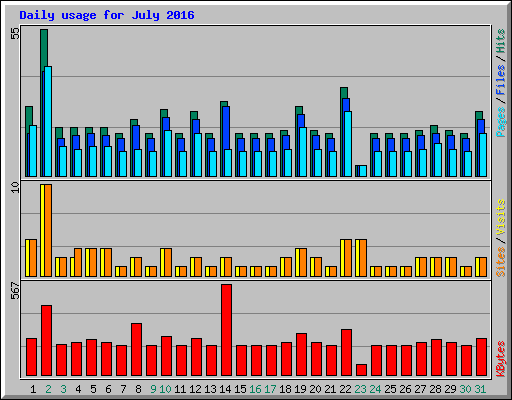 Daily usage for July 2016
55
Pages / Files / Hits
10
Sites / Visits
567
KBytes
1 2 3 4 5 6 7 8 9 10 11 12 13 14 15 16 17 18 19 20 21 22 23 24 25 26 27 28 29 30 31